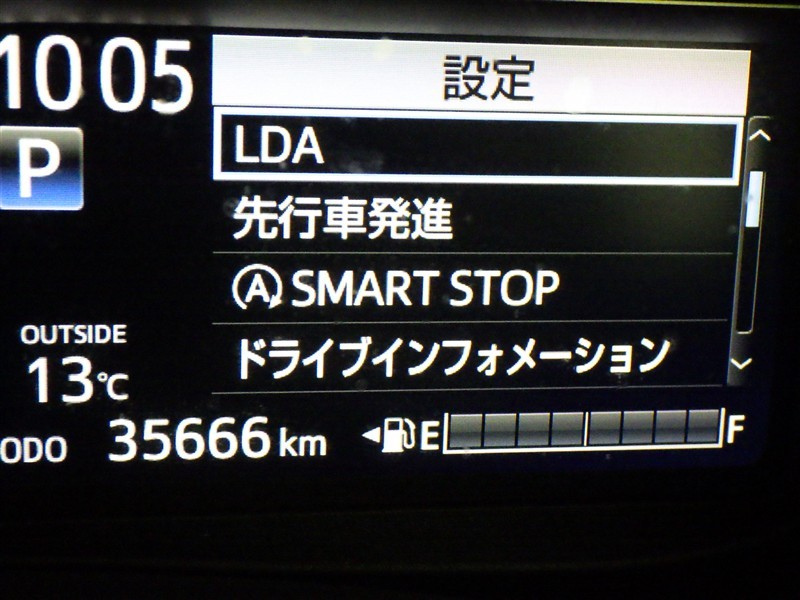 10 05
設定
P
LDA
先行車発進
A SMART STOP
ドライブインフォメーション
OUTSIDE
13℃
ODO 35666 km
E F